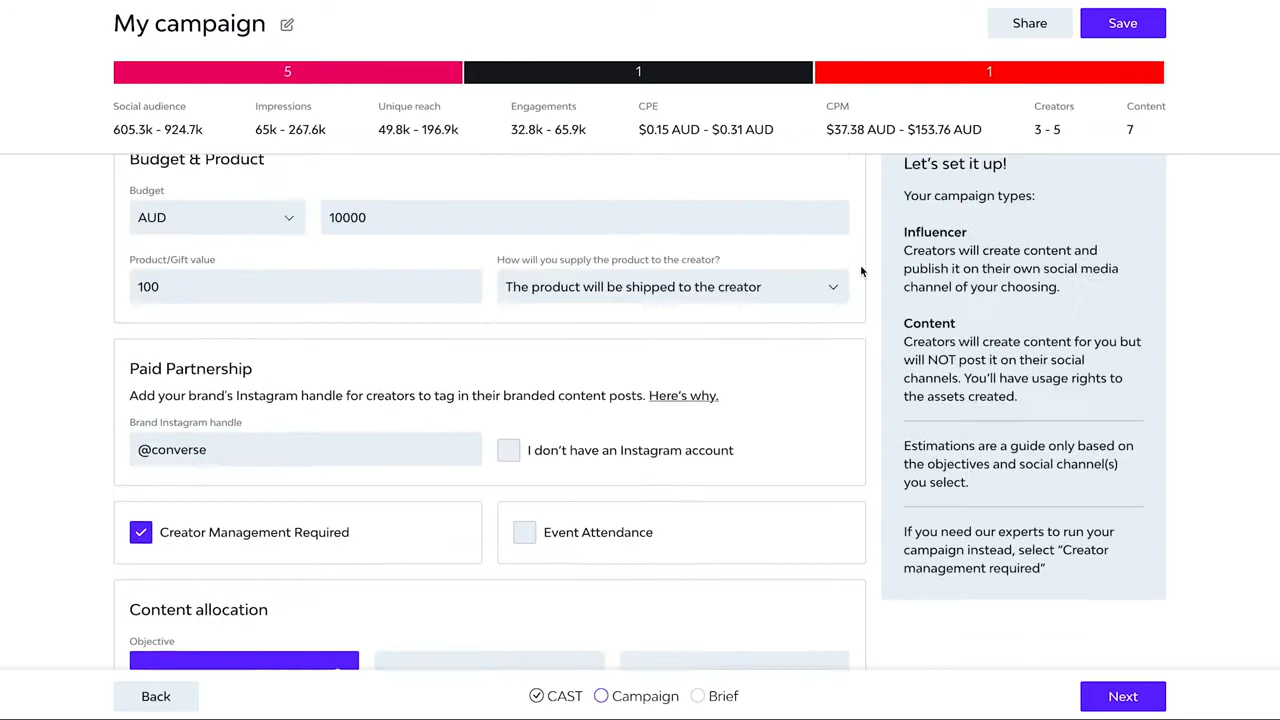 My campaign
Share
Save
5
1
1
Social audience
Impressions
Unique reach
Engagements
CPE
CPM
Creators
Content
605.3k - 924.7k
65k - 267.6k
49.8k - 196.9k
32.8k - 65.9k
$0.15 AUD - $0.31 AUD
$37.38 AUD - $153.76 AUD
3 - 5
7
Budget & Product
Budget
AUD
10000
Product/Gift value
How will you supply the product to the creator?
100
The product will be shipped to the creator
Paid Partnership
Add your brand's Instagram handle for creators to tag in their branded content posts. Here's why.
Brand Instagram handle
@converse
I don't have an Instagram account
Creator Management Required
Event Attendance
Content allocation
Objective
Let's set it up!
Your campaign types:
Influencer
Creators will create content and
publish it on their own social media
channel of your choosing.
Content
Creators will create content for you but
will NOT post it on their social
channels. You'll have usage rights to
the assets created.
Estimations are a guide only based on
the objectives and social channel(s)
you select.
If you need our experts to run your
campaign instead, select "Creator
management required"
Back
CAST
Campaign
Brief
Next